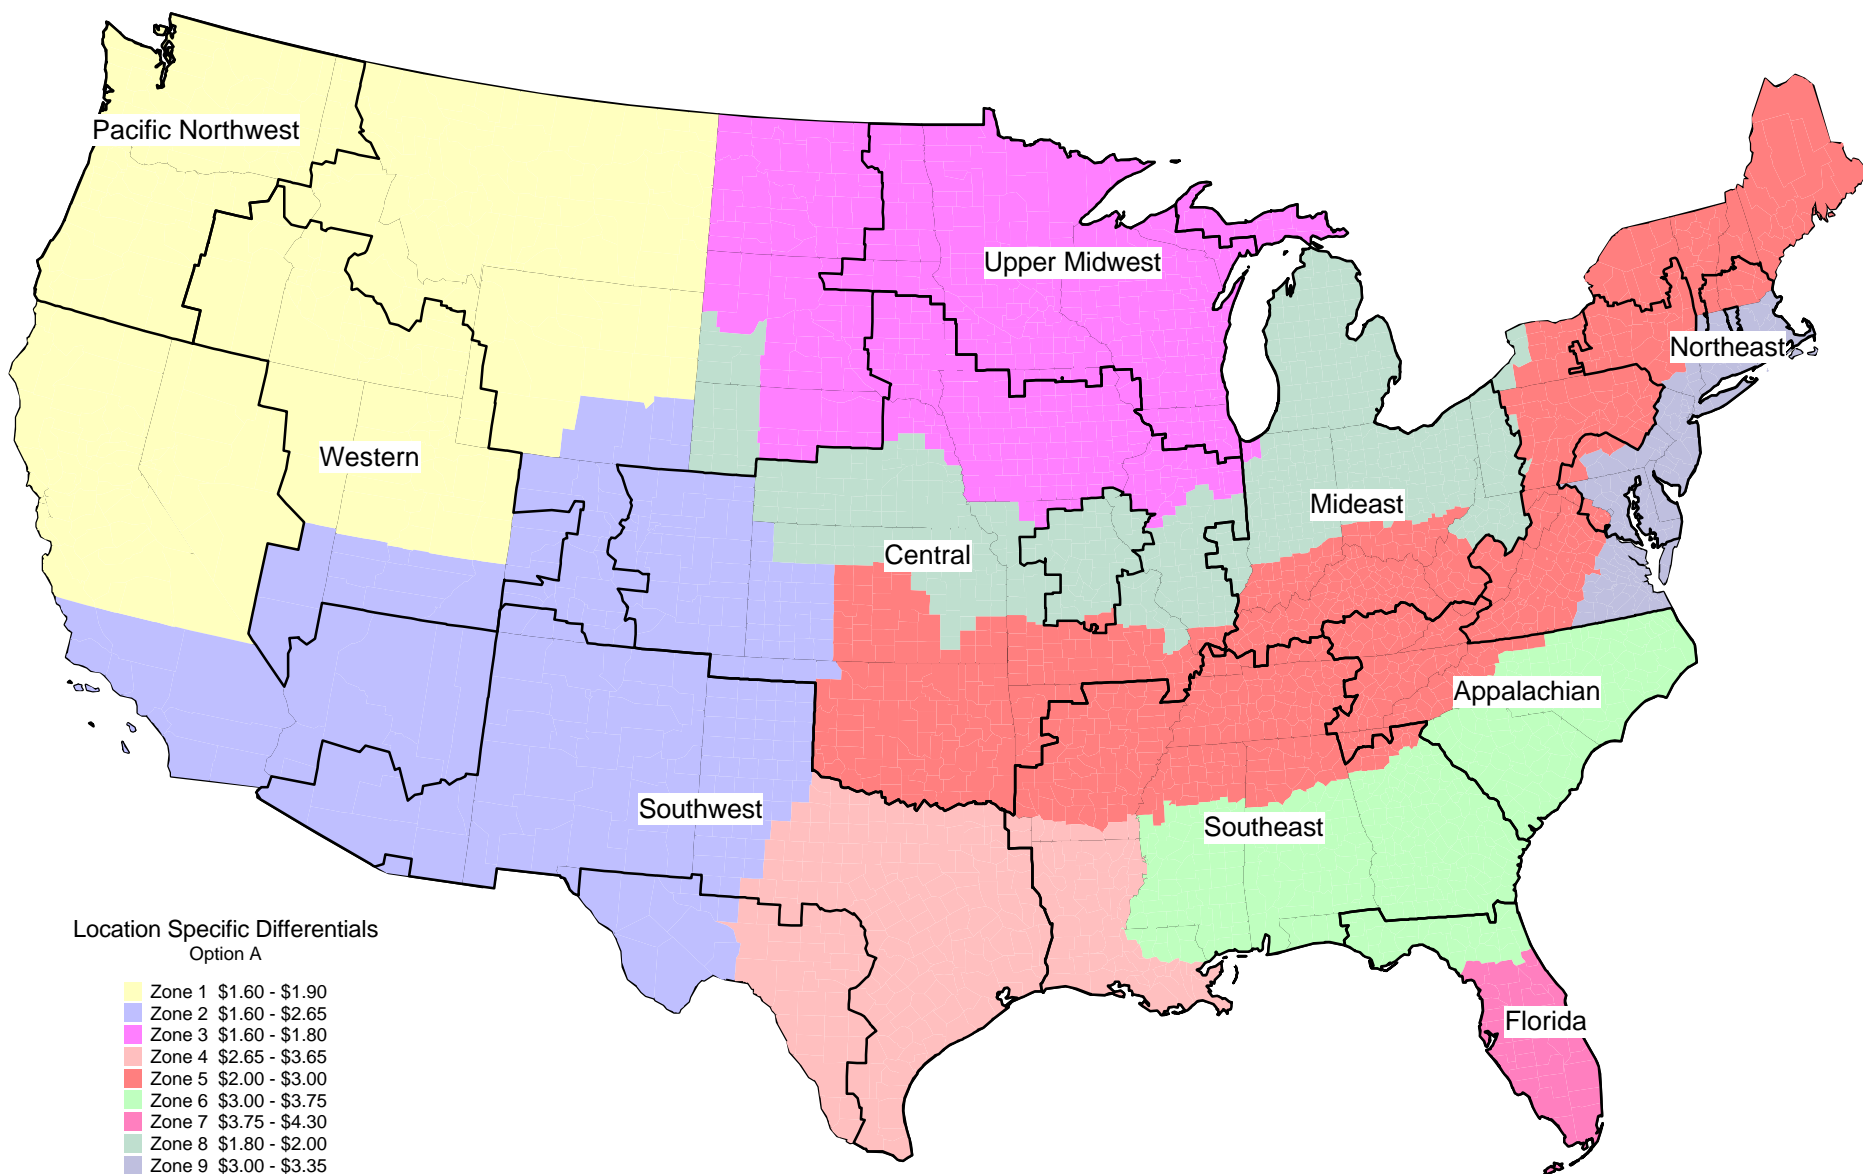 Pacific Northwest
Upper Midwest
Northeast
Western
Mideast
Central
Appalachian
Southwest
Southeast
Florida
Location Specific Differentials
Option A
Zone 1 $1.60 - $1.90
Zone 2 $1.60 - $2.65
Zone 3 $1.60 - $1.80
Zone 4 $2.65 - $3.65
Zone 5 $2.00 - $3.00
Zone 6 $3.00 - $3.75
Zone 7 $3.75 - $4.30
Zone 8 $1.80 - $2.00
Zone 9 $3.00 - $3.35